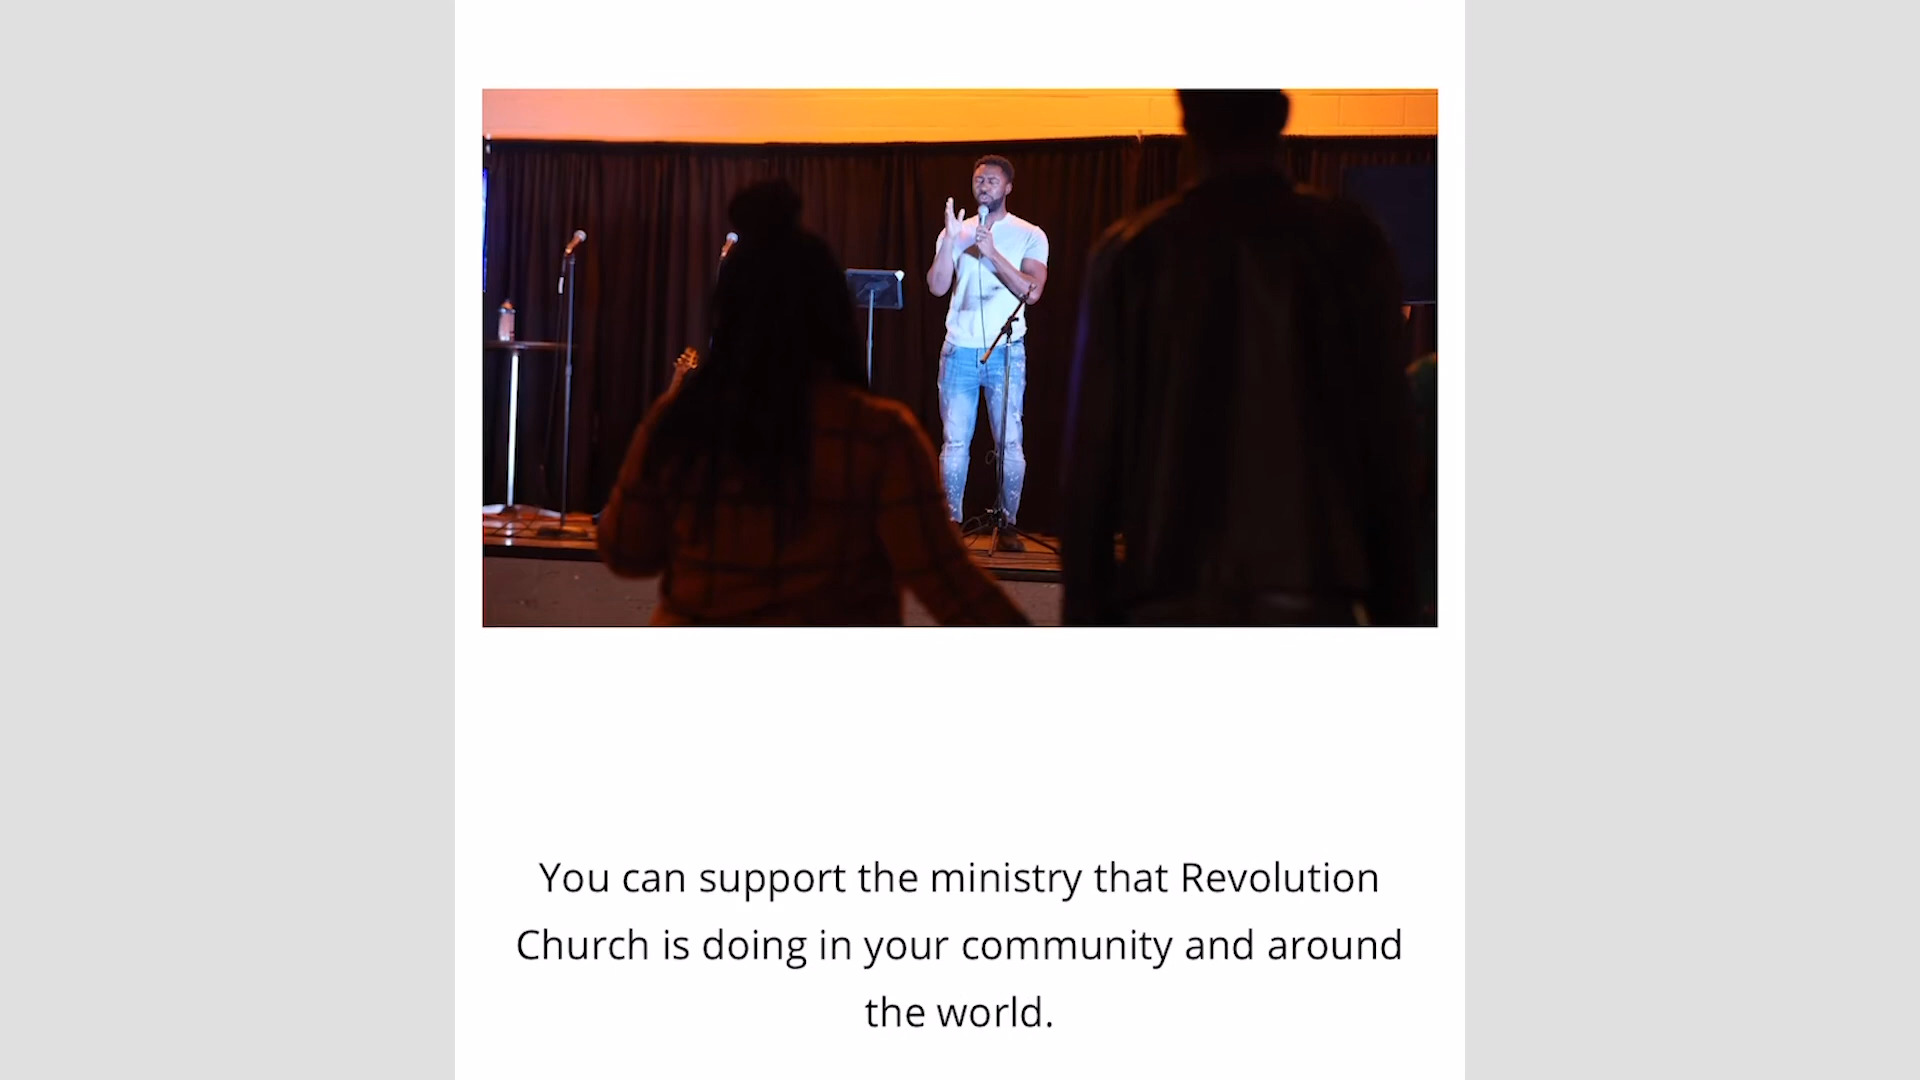 You can support the ministry that Revolution
Church is doing in your community and around
the world.